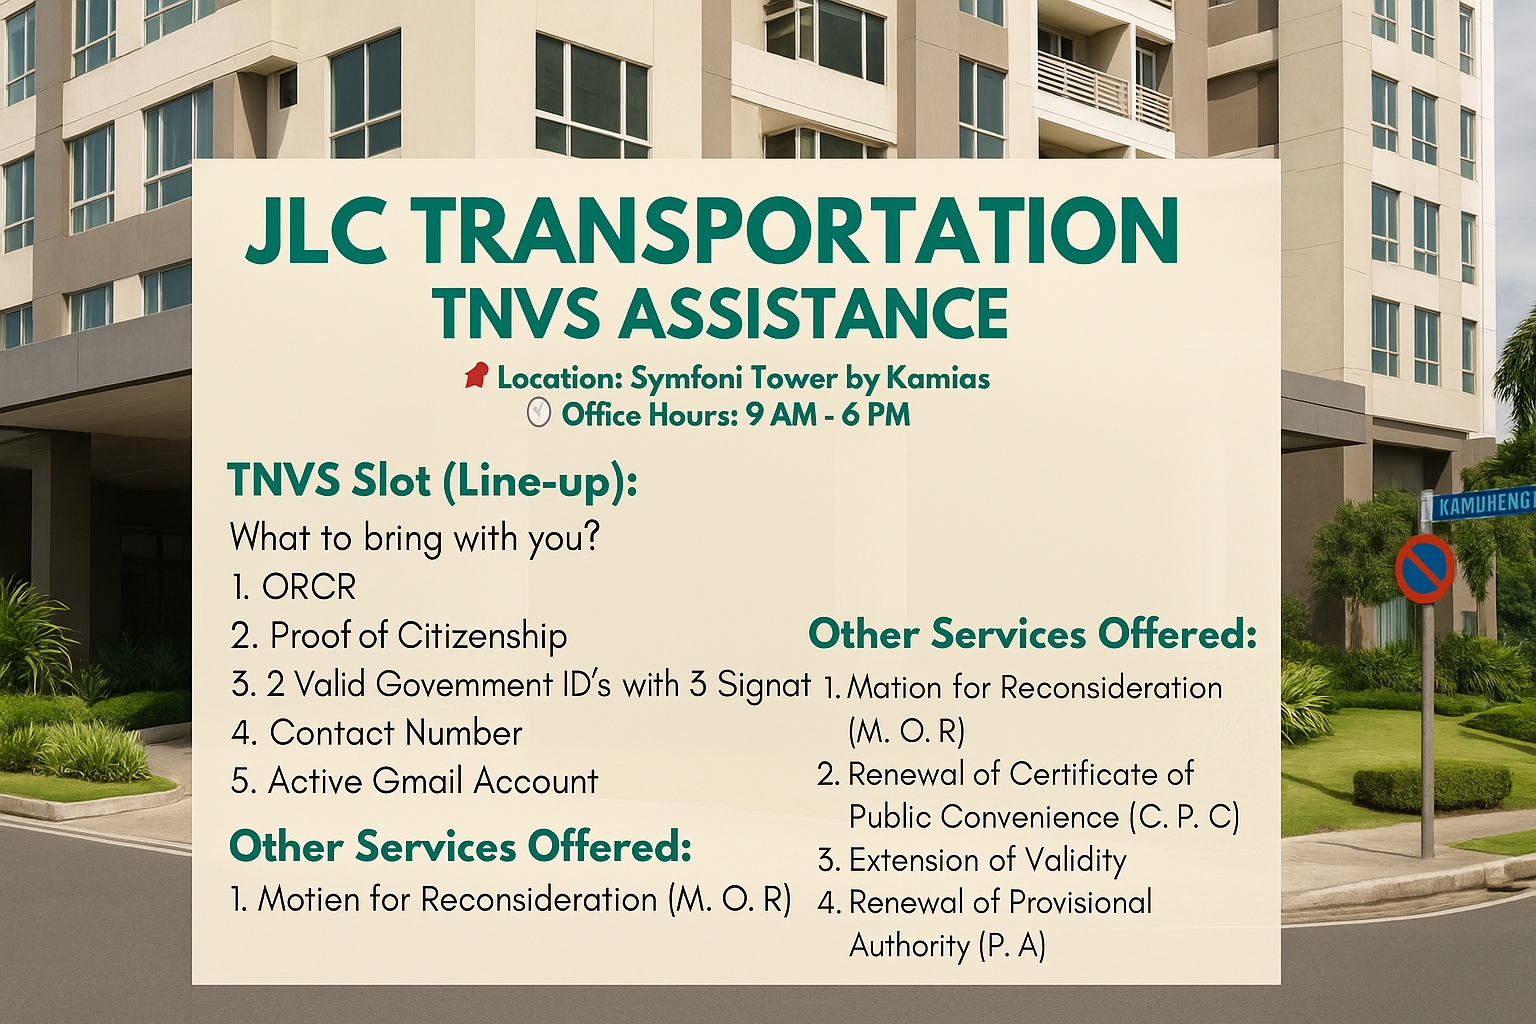 JLC TRANSPORTATION
TNVS ASSISTANCE
Location: Symfoni Tower by Kamias
Office Hours: 9 AM - 6 PM
TNVS Slot (Line-up):
What to bring with you?
1. ORCR
2. Proof of Citizenship
3. 2 Valid Govemment ID's with 3 Signat
4. Contact Number
5. Active Gmail Account
Other Services Offered:
1. Motien for Reconsideration (M. O. R)
Other Services Offered:
1. Mation for Reconsideration
(M. O. R)
2. Renewal of Certificate of
Public Convenience (C. P. C)
3. Extension of Validity
4. Renewal of Provisional
Authority (P. A)